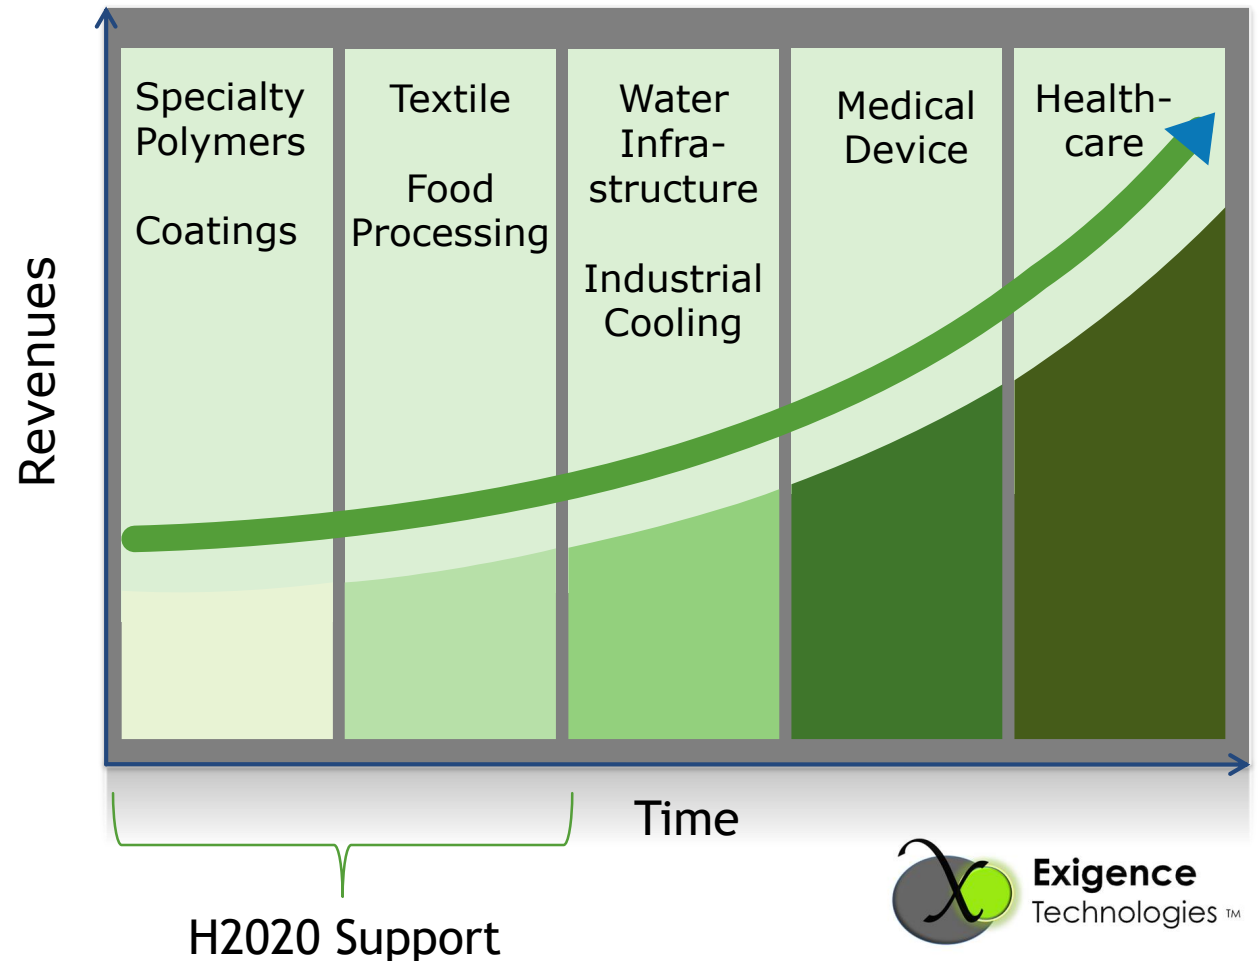 Specialty
Polymers
Coatings
Textile
Food
Processing
Water
Infra-
structure
Industrial
Cooling
Medical
Device
Health-
care
Revenues
Time
H2020 Support
Exigence
Technologies ™